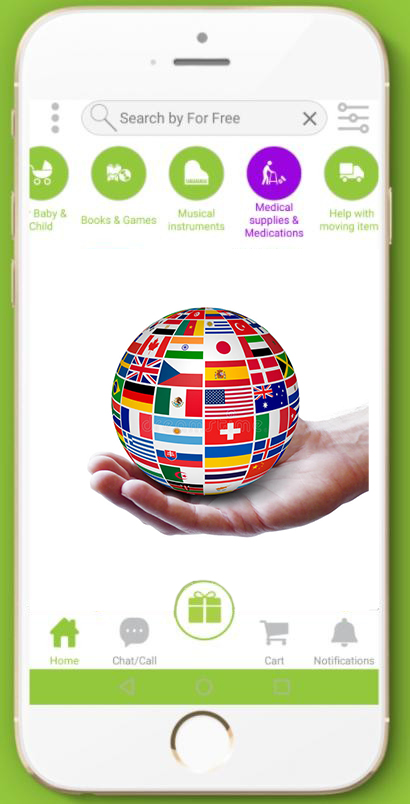 Search by For Free
Baby &
Child
Books & Games
Musical
instruments
Medical
supplies &
Medications
Help with
moving item
Home
Chat/Call
Cart
Notifications